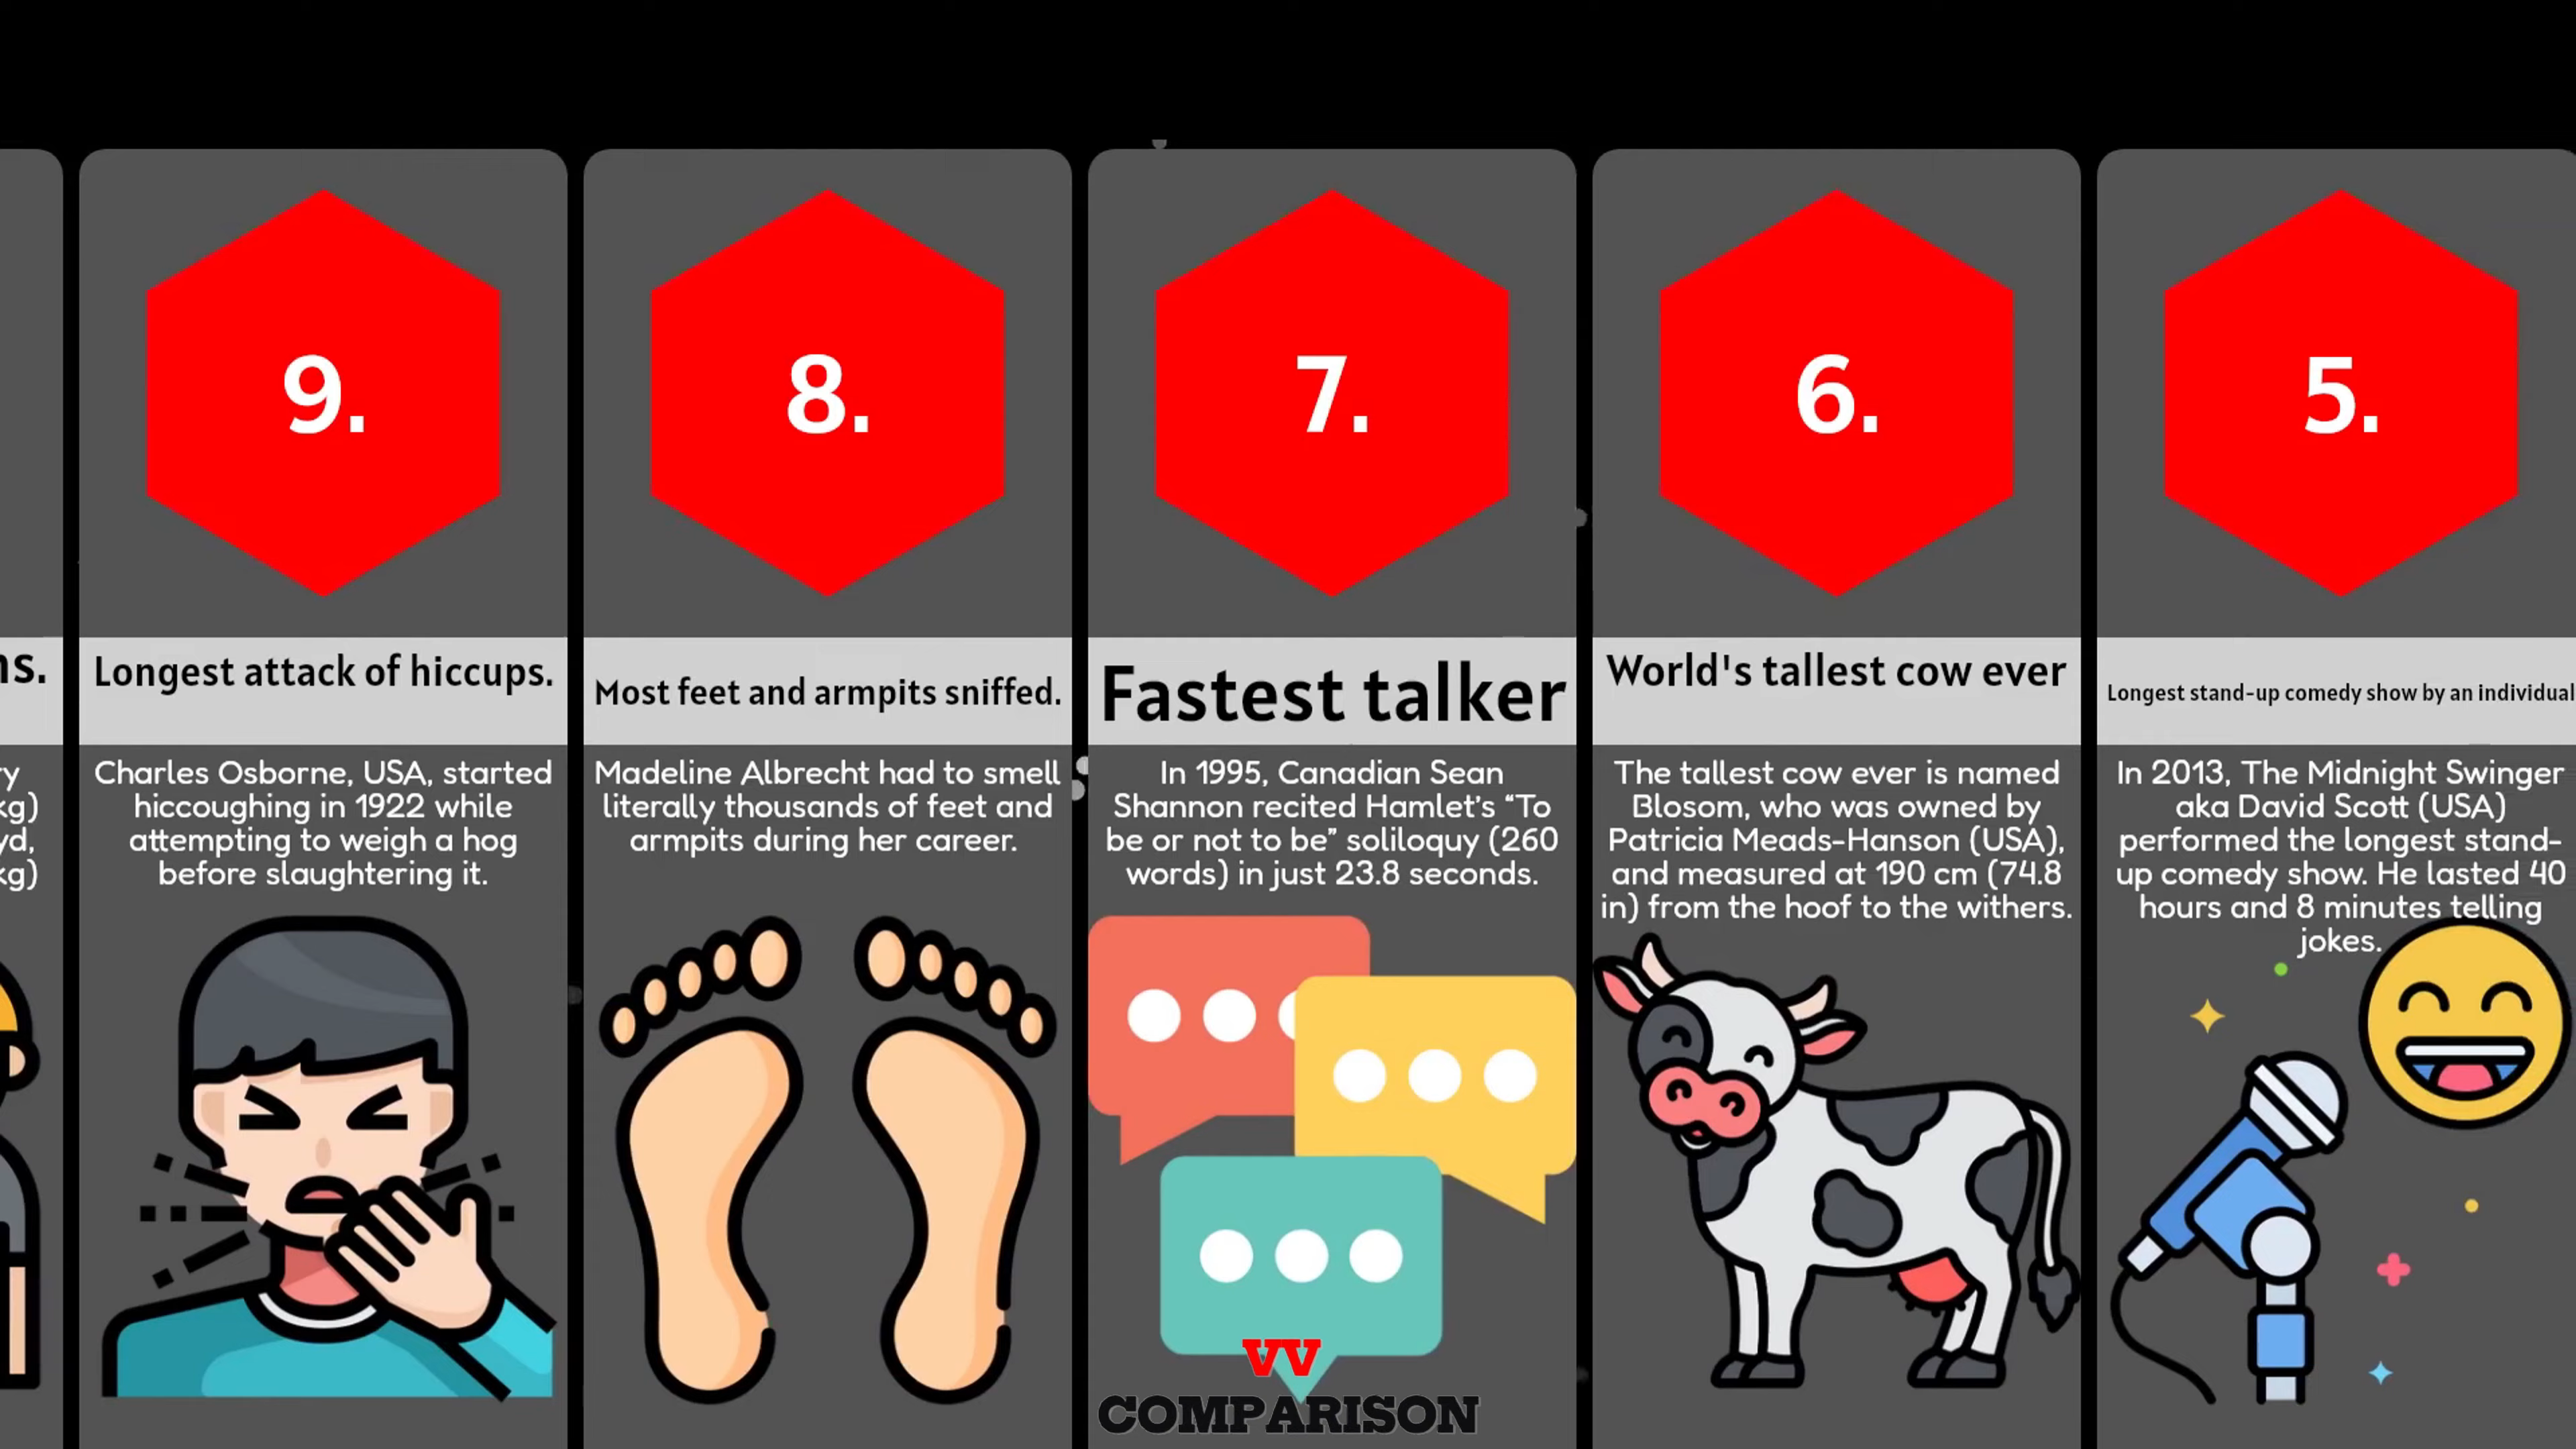 ns.
ry
kg)
yd,
kg)
9.
Longest attack of hiccups.
Charles Osborne, USA, started
hiccoughing in 1922 while
attempting to weigh a hog
before slaughtering it.
8.
Most feet and armpits sniffed.
Madeline Albrecht had to smell
literally thousands of feet and
armpits during her career.
7.
Fastest talker
In 1995, Canadian Sean
Shannon recited Hamlet's “To
be or not to be” soliloquy (260
words) in just 23.8 seconds.
6.
World's tallest cow ever
The tallest cow ever is named
Blosom, who was owned by
Patricia Meads-Hanson (USA),
and measured at 190 cm (74.8
in) from the hoof to the withers.
5.
Longest stand-up comedy show by an individual
In 2013, The Midnight Swinger
aka David Scott (USA)
performed the longest stand-
up comedy show. He lasted 40
hours and 8 minutes telling
jokes.
VV
COMPARISON